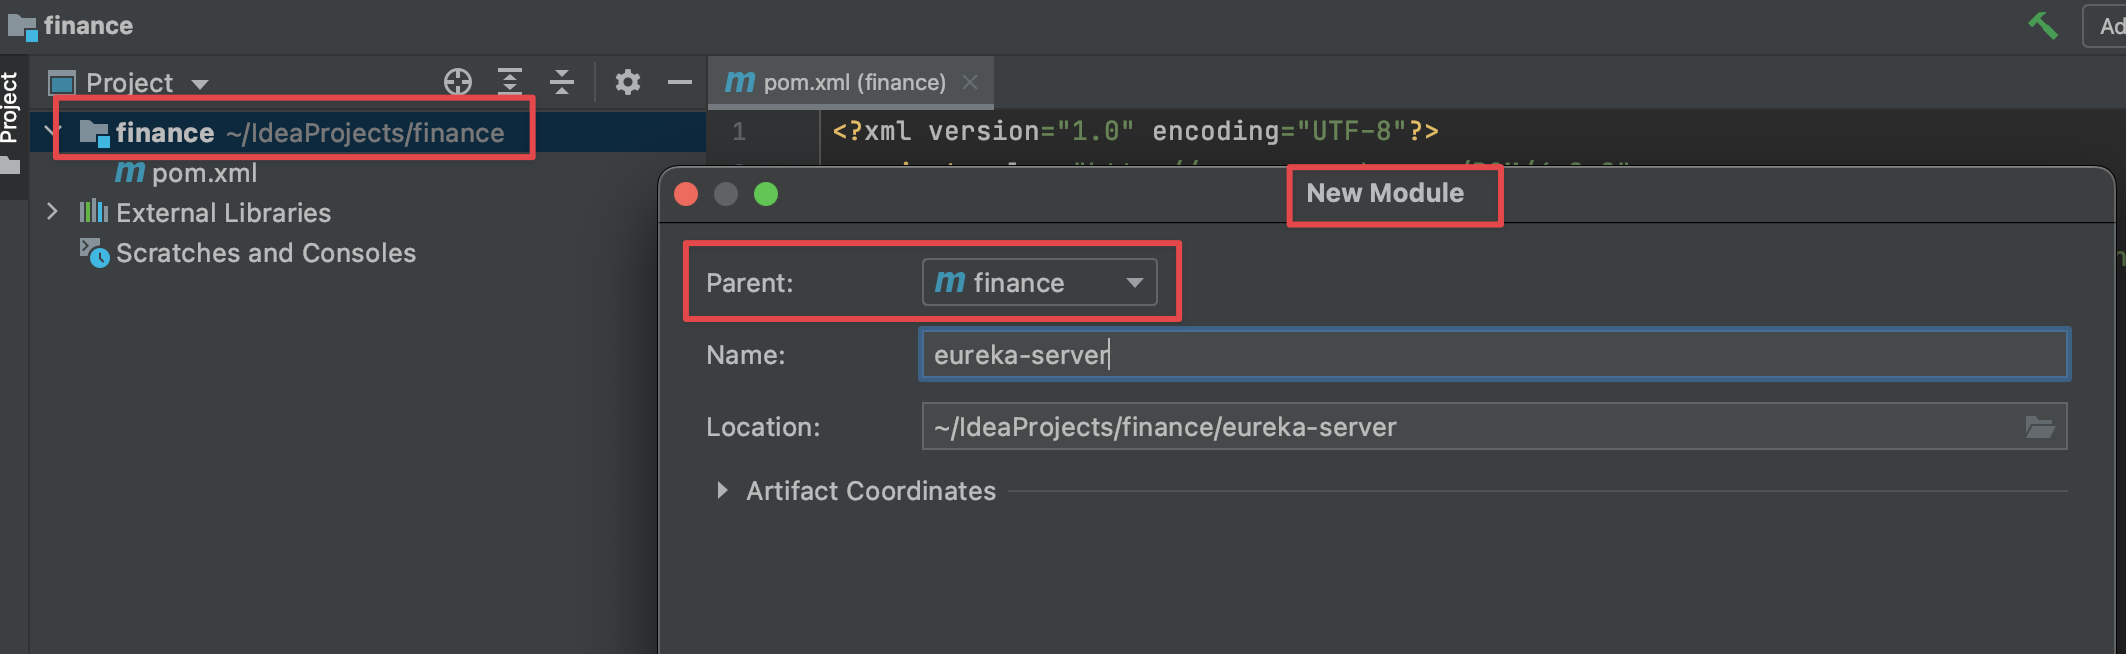 finance
Ad
Project
Project
pom.xml (finance)
finance ~/IdeaProjects/finance
1 <?xml version="1.0" encoding="UTF-8"?>
pom.xml
External Libraries
Scratches and Consoles
New Module
Parent: finance
Name: eureka-server
Location: ~/IdeaProjects/finance/eureka-server
Artifact Coordinates